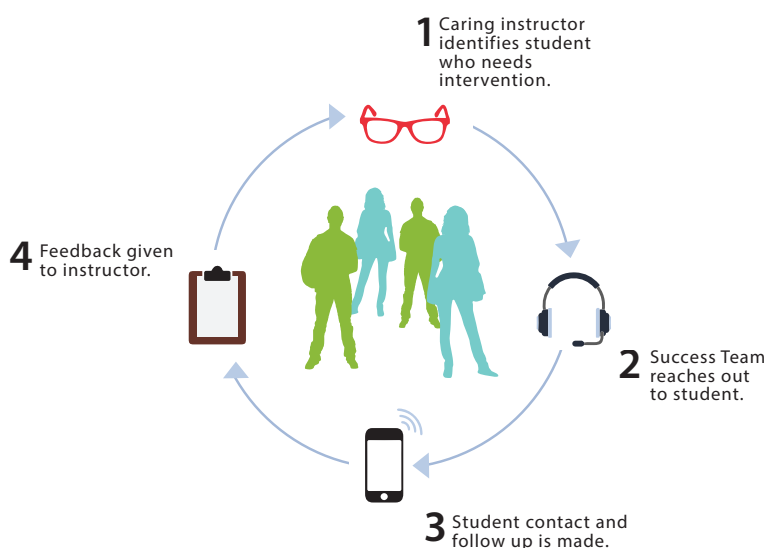 1 Caring instructor
identifies student
who needs
intervention.
2 Success Team
reaches out
to student.
3 Student contact and
follow up is made.
4 Feedback given
to instructor.